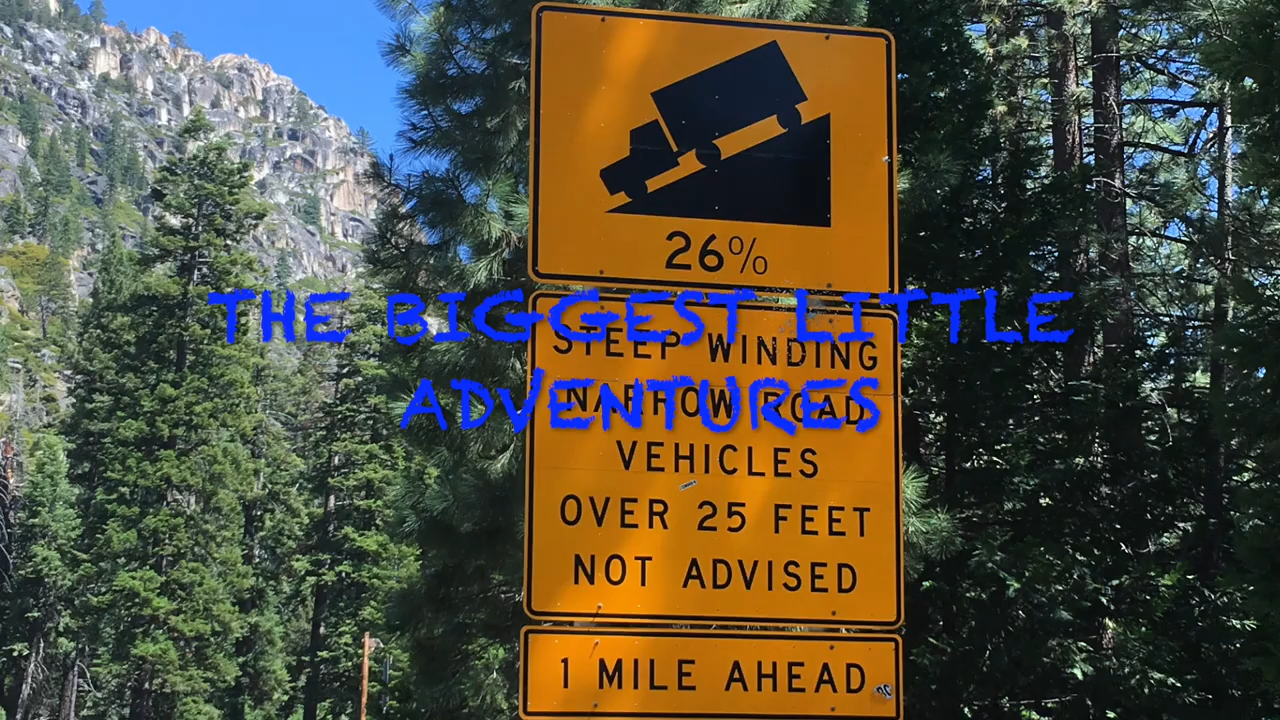 26%
THE BIGGEST LITTLE
ADVENTURES
STEEP WINDING
NARROW ROAD
VEHICLES
OVER 25 FEET
NOT ADVISED
1 MILE AHEAD